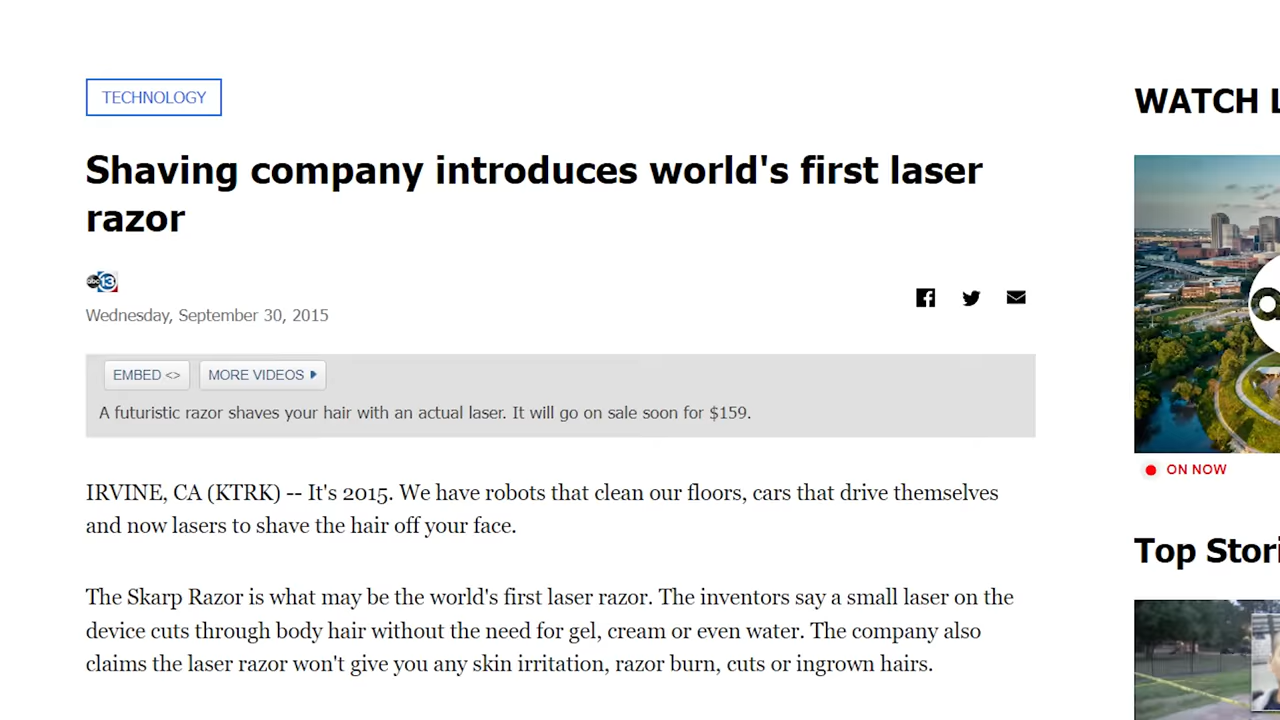 TECHNOLOGY
WATCH L
Shaving company introduces world's first laser
razor
abc13
Wednesday, September 30, 2015
EMBED <> MORE VIDEOS
A futuristic razor shaves your hair with an actual laser. It will go on sale soon for $159.
ON NOW
IRVINE, CA (KTRK) -- It's 2015. We have robots that clean our floors, cars that drive themselves
and now lasers to shave the hair off your face.
Top Stori
The Skarp Razor is what may be the world's first laser razor. The inventors say a small laser on the
device cuts through body hair without the need for gel, cream or even water. The company also
claims the laser razor won't give you any skin irritation, razor burn, cuts or ingrown hairs.